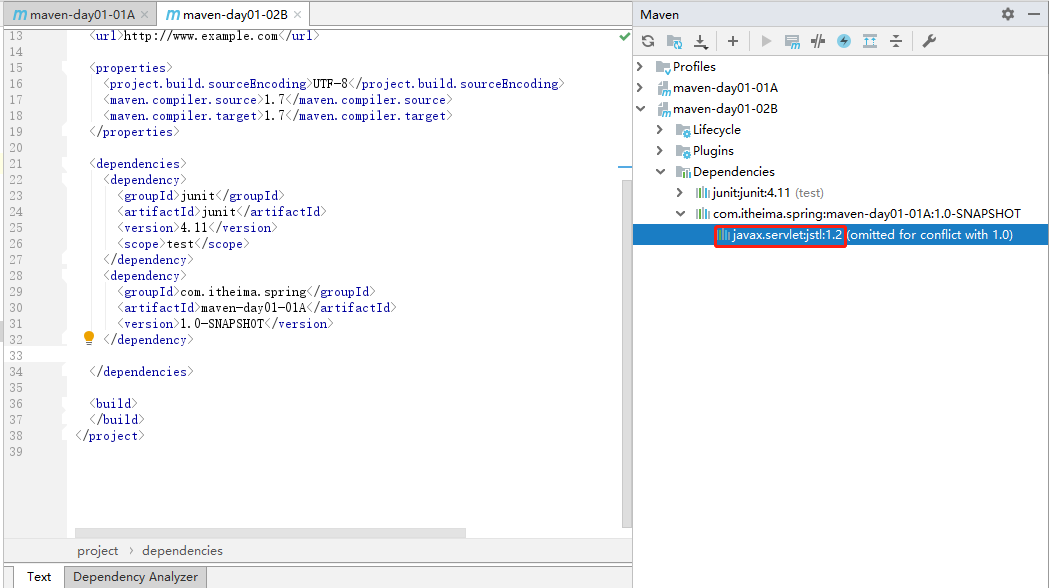 maven-day01-01A
maven-day01-02B
13 <url>http://www.example.com</url>
14
15 <properties>
16 <project.build.sourceEncoding>UTF-8</project.build.sourceEncoding>
17 <maven.compiler.source>1.7</maven.compiler.source>
18 <maven.compiler.target>1.7</maven.compiler.target>
19 </properties>
20
21 <dependencies>
22 <dependency>
23 <groupId>junit</groupId>
24 <artifactId>junit</artifactId>
25 <version>4.11</version>
26 <scope>test</scope>
27 </dependency>
28 <dependency>
29 <groupId>com.itheima.spring</groupId>
30 <artifactId>maven-day01-01A</artifactId>
31 <version>1.0-SNAPSHOT</version>
32 </dependency>
33
34 </dependencies>
35
36 <build>
37 </build>
38 </project>
39
project › dependencies
Text
Dependency Analyzer
Maven
Profiles
maven-day01-01A
maven-day01-02B
Lifecycle
Plugins
Dependencies
junit:junit:4.11 (test)
com.itheima.spring:maven-day01-01A:1.0-SNAPSHOT
javax.servlet:jstl:1.2 (omitted for conflict with 1.0)